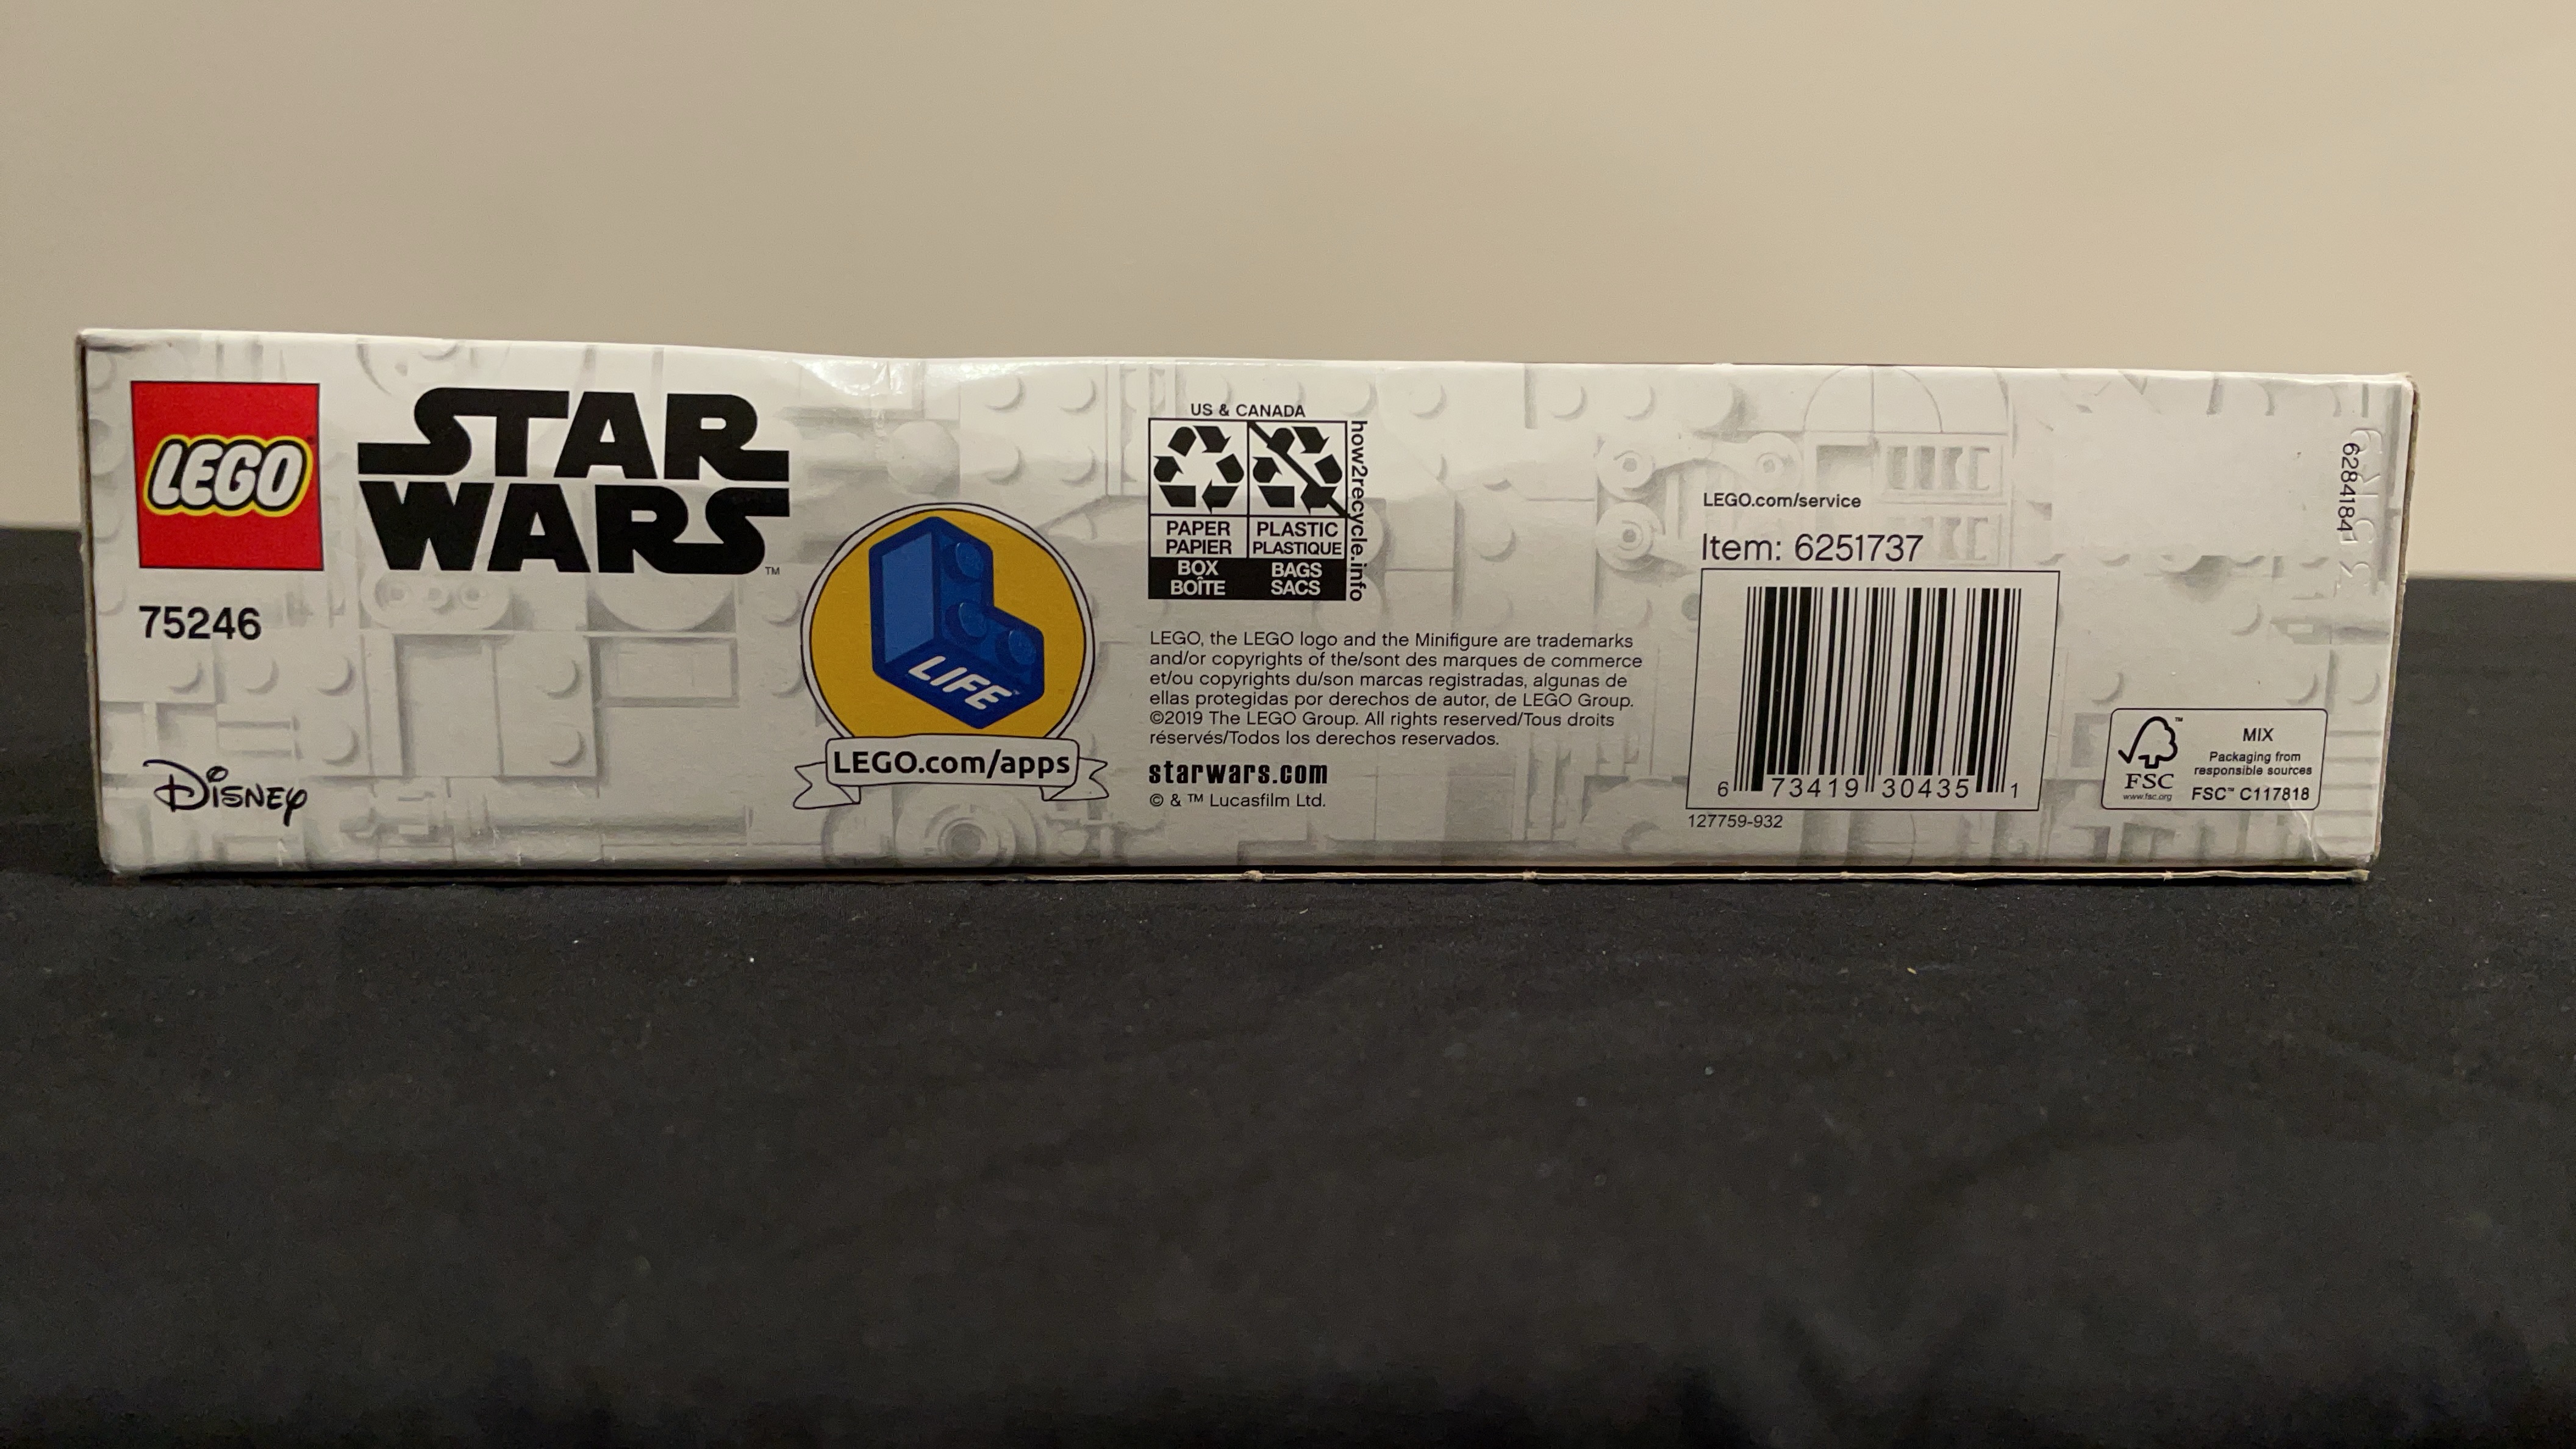 LEGO
STAR
WARS™
75246
Disney
LIFE™
LEGO.com/apps
US & CANADA
PAPER
PAPIER
BOX
BOÎTE
PLASTIC
PLASTIQUE
BAGS
SACS
how2recycle.info
LEGO, the LEGO logo and the Minifigure are trademarks
and/or copyrights of the/sont des marques de commerce
et/ou copyrights du/son marcas registradas, algunas de
ellas protegidas por derechos de autor, de LEGO Group.
©2019 The LEGO Group. All rights reserved/Tous droits
réservés/Todos los derechos reservados.
starwars.com
© & ™ Lucasfilm Ltd.
LEGO.com/service
Item: 6251737
6 73419 30435 1
127759-932
6284184
FSC
www.fsc.org
MIX
Packaging from
responsible sources
FSC™ C117818